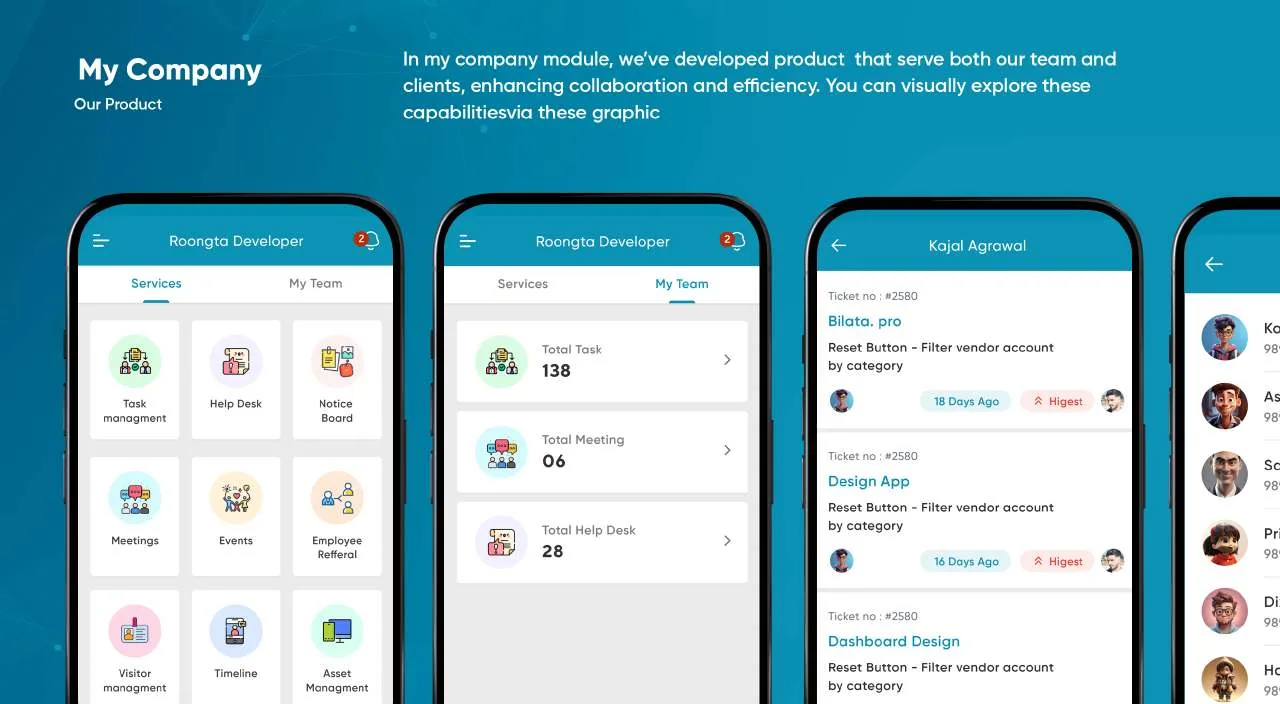 My Company
Our Product
In my company module, we’ve developed product that serve both our team and
clients, enhancing collaboration and efficiency. You can visually explore these
capabilitiesvia these graphic
Roongta Developer
2
Services
My Team
Task
managment
Help Desk
Notice
Board
Meetings
Events
Employee
Refferal
Visitor
managment
Timeline
Asset
Managment
Roongta Developer
2
Services
My Team
Total Task
138
Total Meeting
06
Total Help Desk
28
Kajal Agrawal
Ticket no : #2580
Bilata. pro
Reset Button - Filter vendor account
by category
18 Days Ago
Higest
Ticket no : #2580
Design App
Reset Button - Filter vendor account
by category
16 Days Ago
Higest
Ticket no : #2580
Dashboard Design
Reset Button - Filter vendor account
by category